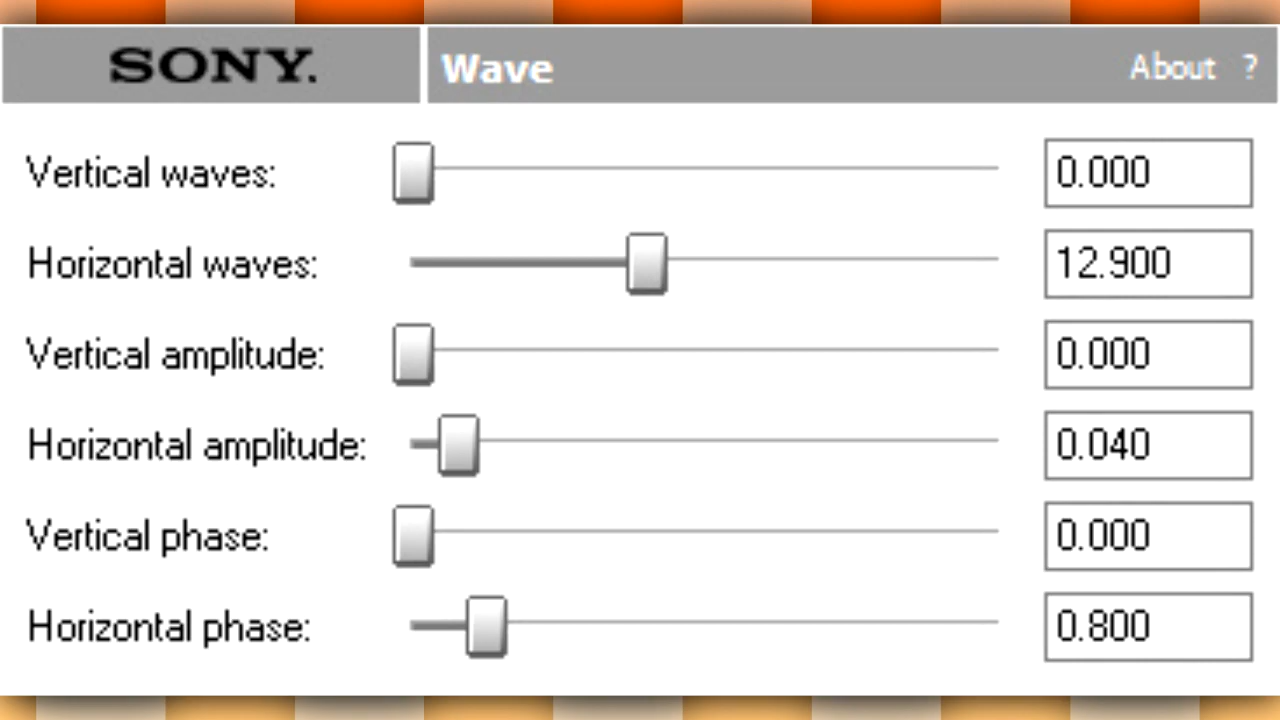 SONY. Wave About ?
Vertical waves: 0.000
Horizontal waves: 12.900
Vertical amplitude: 0.000
Horizontal amplitude: 0.040
Vertical phase: 0.000
Horizontal phase: 0.800